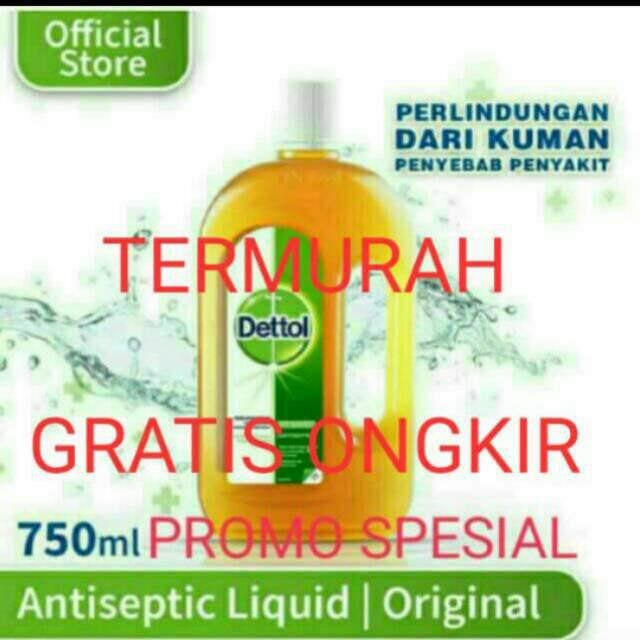 Official
Store
PERLINDUNGAN
DARI KUMAN
PENYEBAB PENYAKIT
TERMURAH
Dettol
GRATIS ONGKIR
750ml PROMO SPESIAL
Antiseptic Liquid | Original